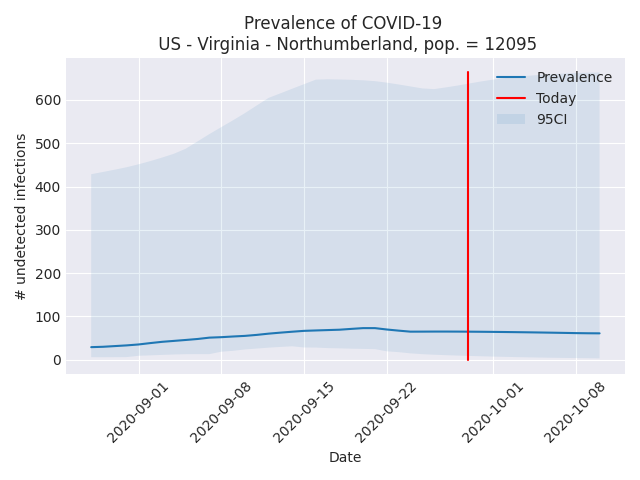 Prevalence of COVID-19
US - Virginia - Northumberland, pop. = 12095
# undetected infections
600
500
400
300
200
100
0
Prevalence
Today
95CI
2020-09-01
2020-09-08
2020-09-15
2020-09-22
2020-10-01
2020-10-08
Date